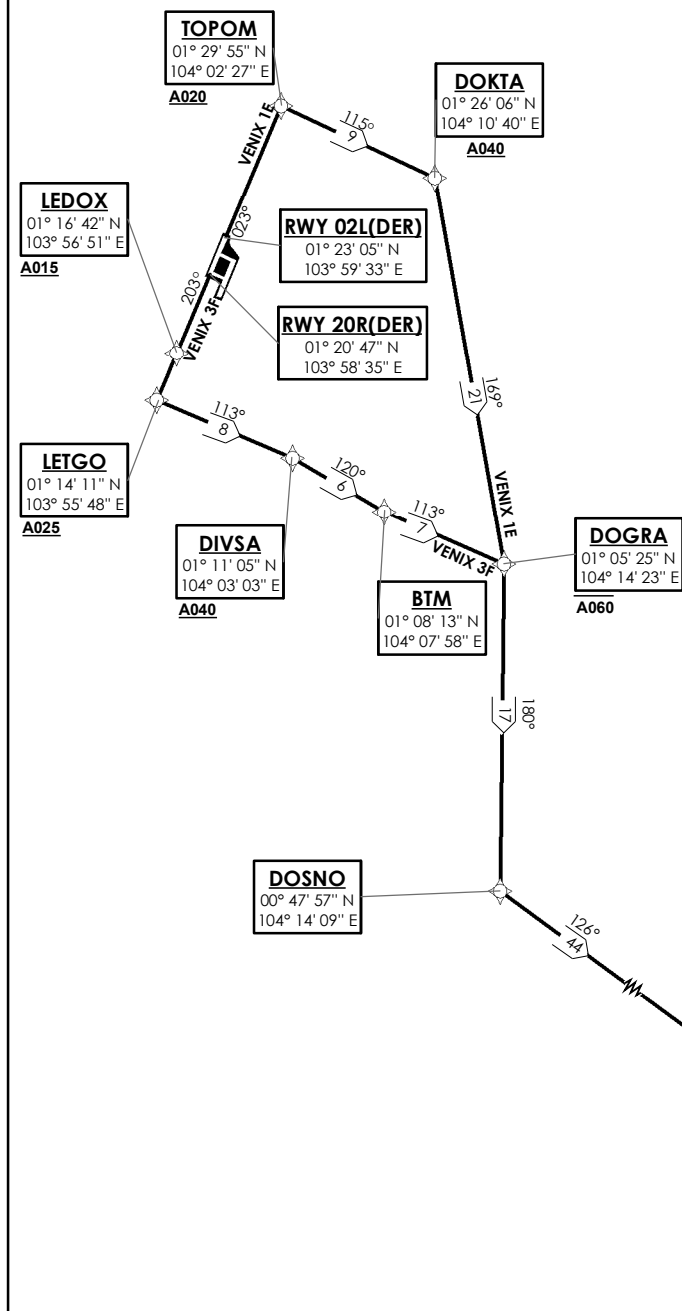 TOPOM
01° 29' 55" N
104° 02' 27" E
A020
DOKTA
01° 26' 06" N
104° 10' 40" E
A040
115°
9
VENIX 1E
LEDOX
01° 16' 42" N
103° 56' 51" E
A015
023°
RWY 02L(DER)
01° 23' 05" N
103° 59' 33" E
203°
VENIX 3F
RWY 20R(DER)
01° 20' 47" N
103° 58' 35" E
169°
21
LETGO
01° 14' 11" N
103° 55' 48" E
A025
113°
8
120°
6
113°
7
VENIX 3F
VENIX 1E
DIVSA
01° 11' 05" N
104° 03' 03" E
A040
BTM
01° 08' 13" N
104° 07' 58" E
DOGRA
01° 05' 25" N
104° 14' 23" E
A060
180°
17
DOSNO
00° 47' 57" N
104° 14' 09" E
126°
44